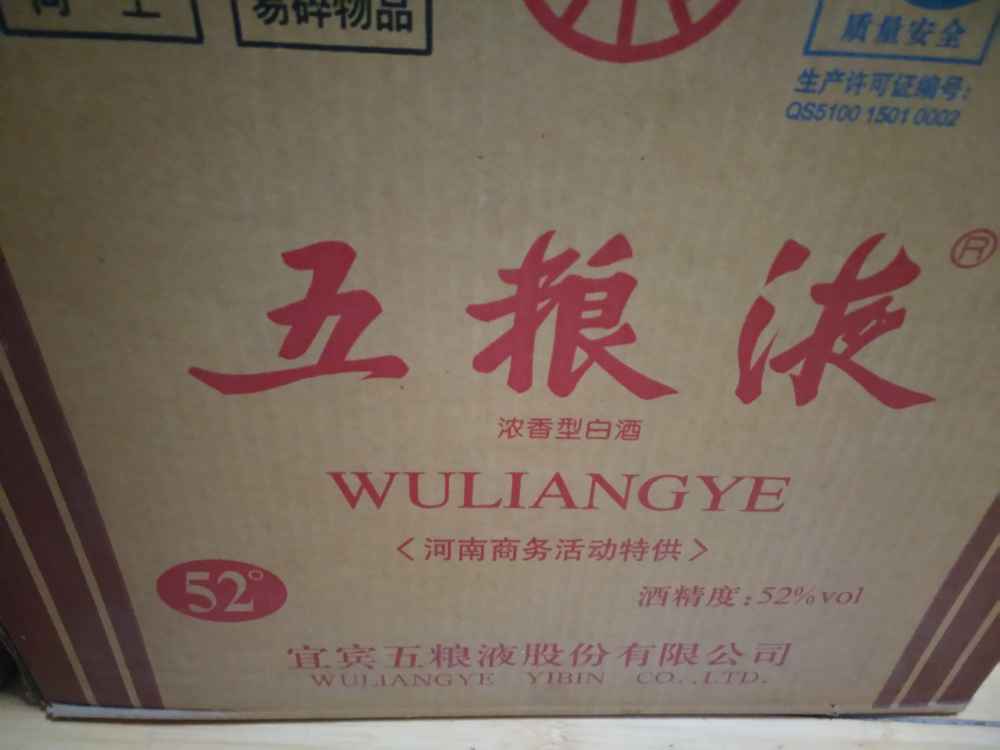 向上
易碎物品
质量安全
生产许可证编号:
QS5100 1501 0002
五粮液®
浓香型白酒
WULIANGYE
<河南商务活动特供>
52°
酒精度:52%vol
宜宾五粮液股份有限公司
WULIANGYE YIBIN CO.,LTD.